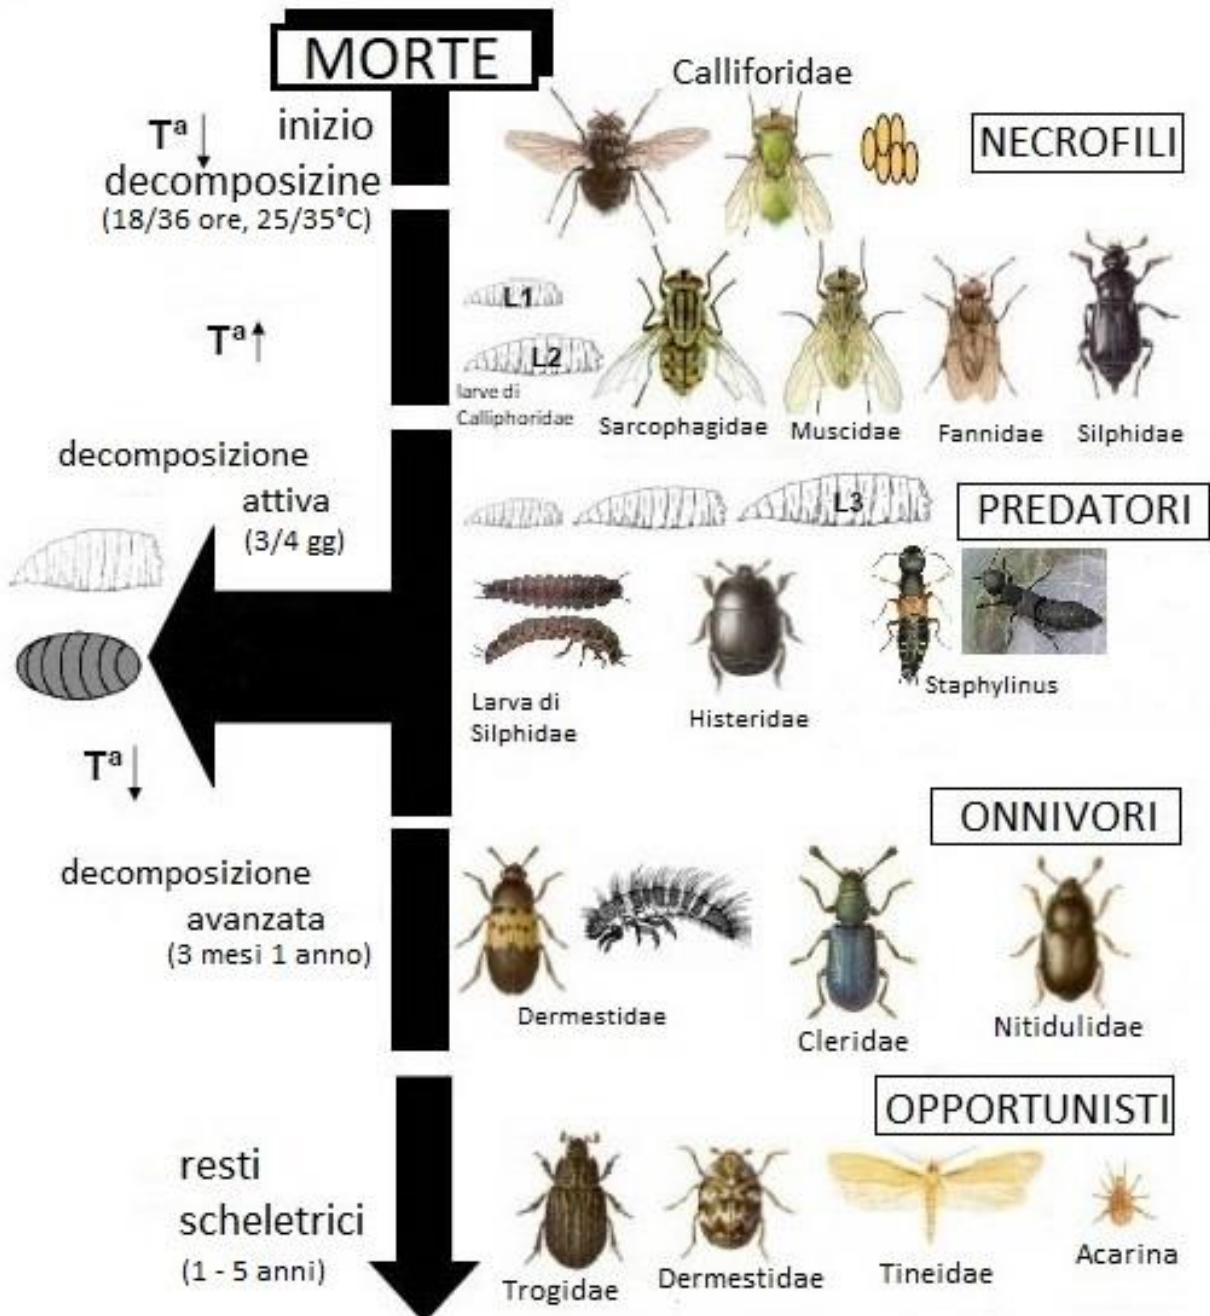 MORTE
Calliforidae
Tª inizio
decomposizine
(18/36 ore, 25/35°C)
NECROFILI
Tª
L1
L2
larve di
Calliphoridae
Sarcophagidae
Muscidae
Fannidae
Silphidae
decomposizione
attiva
(3/4 gg)
L3
PREDATORI
Larva di
Silphidae
Histeridae
Staphylinus
Tª
ONNIVORI
decomposizione
avanzata
(3 mesi 1 anno)
Dermestidae
Cleridae
Nitidulidae
OPPORTUNISTI
resti
scheletrici
(1 - 5 anni)
Trogidae
Dermestidae
Tineidae
Acarina